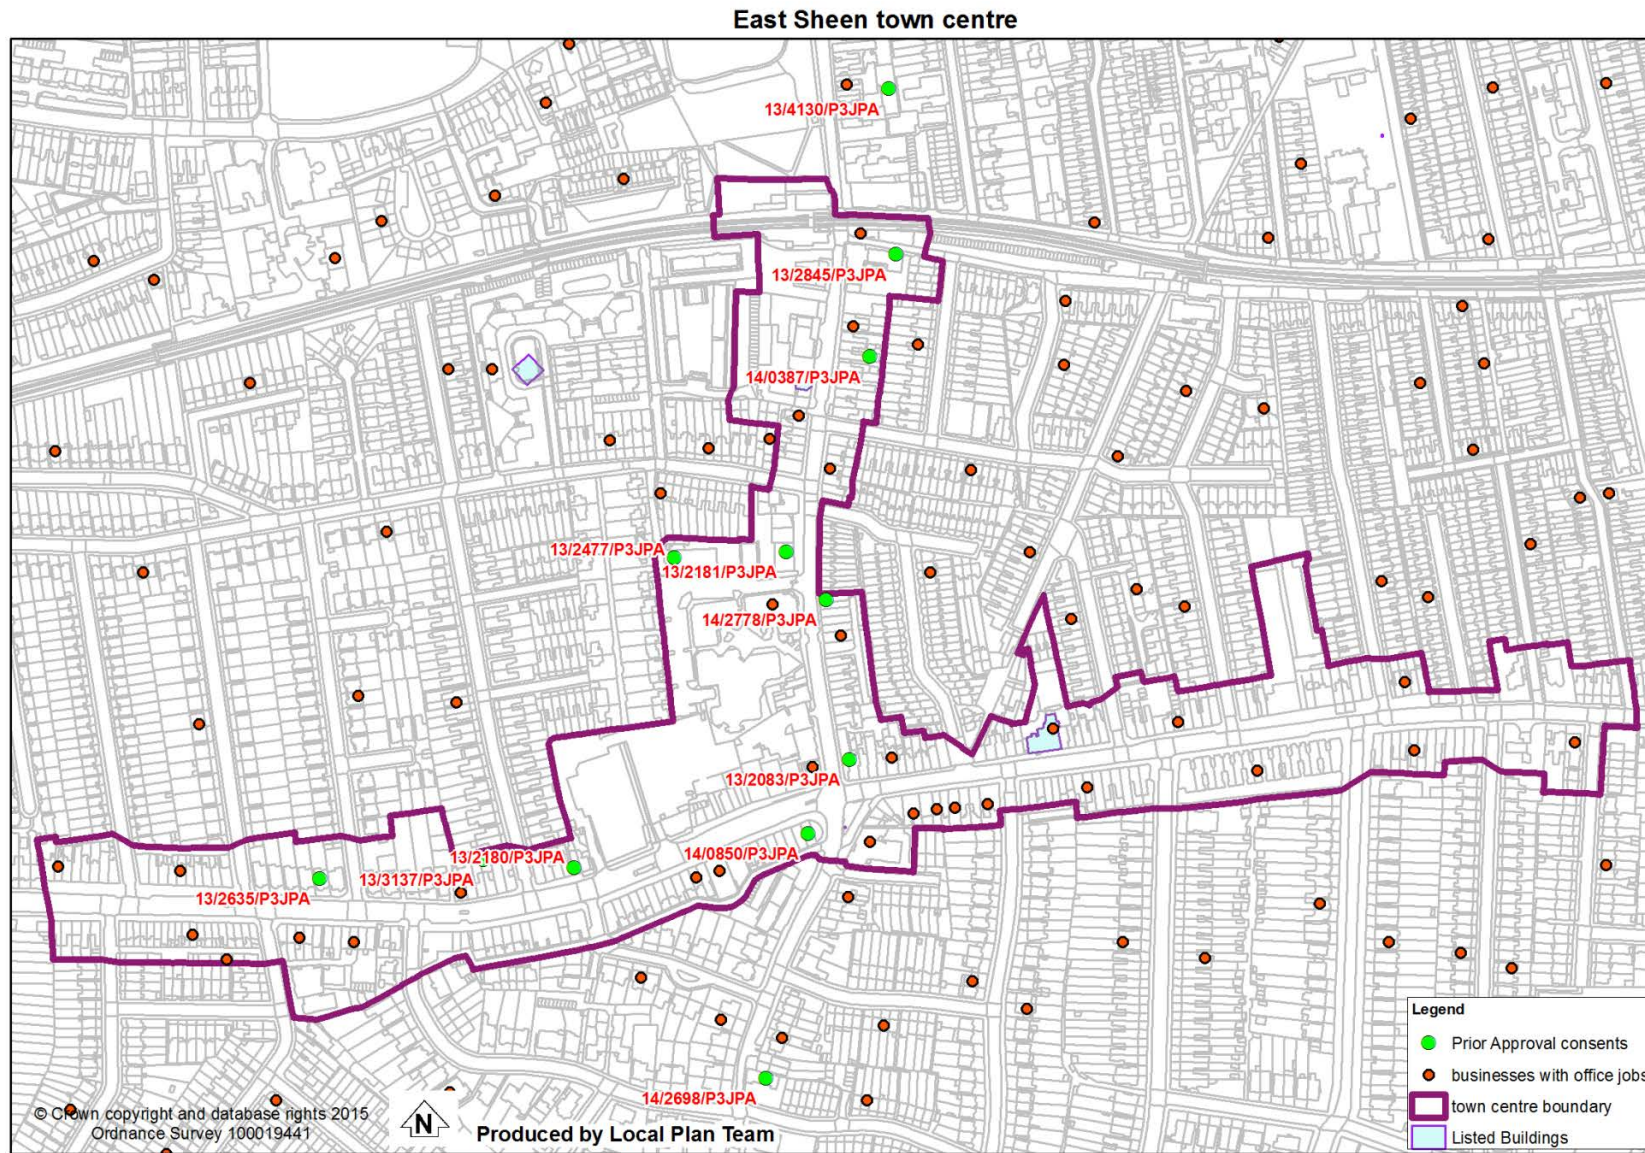 East Sheen town centre
13/4130/P3JPA
13/2845/P3JPA
14/0387/P3JPA
13/2477/P3JPA
13/2181/P3JPA
14/2778/P3JPA
13/2083/P3JPA
14/0850/P3JPA
13/2180/P3JPA
13/3137/P3JPA
13/2635/P3JPA
14/2698/P3JPA
Legend
Prior Approval consents
businesses with office jobs
town centre boundary
Listed Buildings
© Crown copyright and database rights 2015
Ordnance Survey 100019441
N
Produced by Local Plan Team